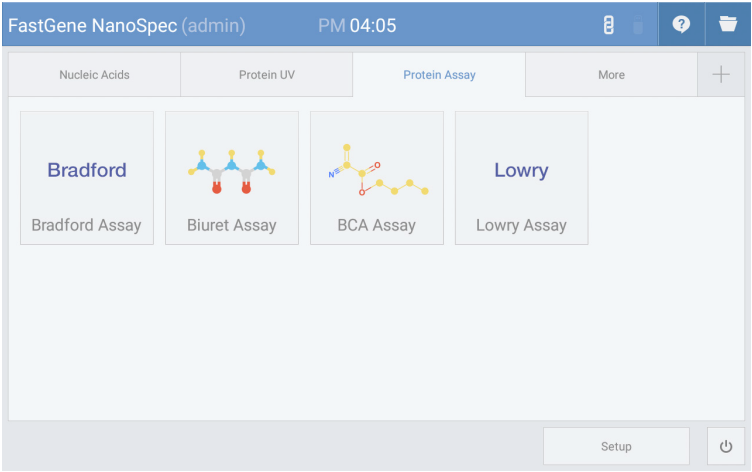 FastGene NanoSpec (admin) PM 04:05
Nucleic Acids Protein UV Protein Assay More
Bradford Lowry
N O O
Bradford Assay Biuret Assay BCA Assay Lowry Assay
Setup